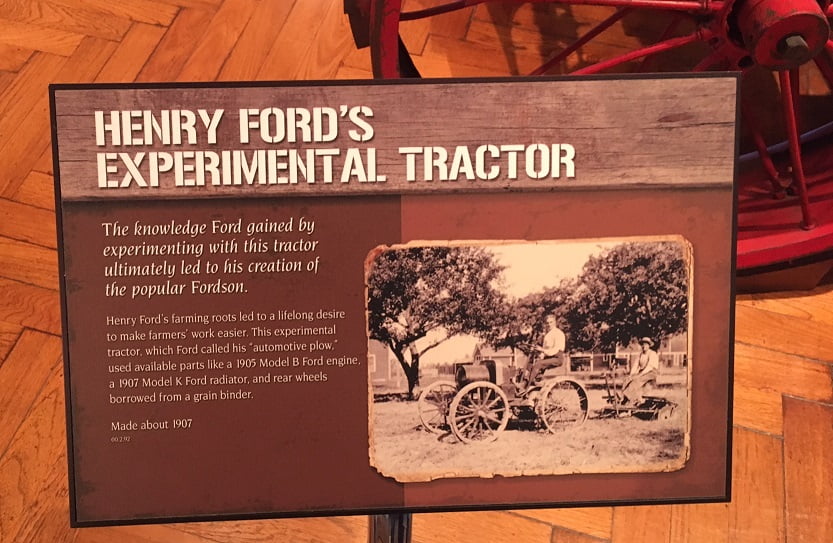 HENRY FORD'S
EXPERIMENTAL TRACTOR
The knowledge Ford gained by
experimenting with this tractor
ultimately led to his creation of
the popular Fordson.
Henry Ford's farming roots led to a lifelong desire
to make farmers' work easier. This experimental
tractor, which Ford called his "automotive plow,"
used available parts like a 1905 Model B Ford engine,
a 1907 Model K Ford radiator, and rear wheels
borrowed from a grain binder.
Made about 1907
00.2.92